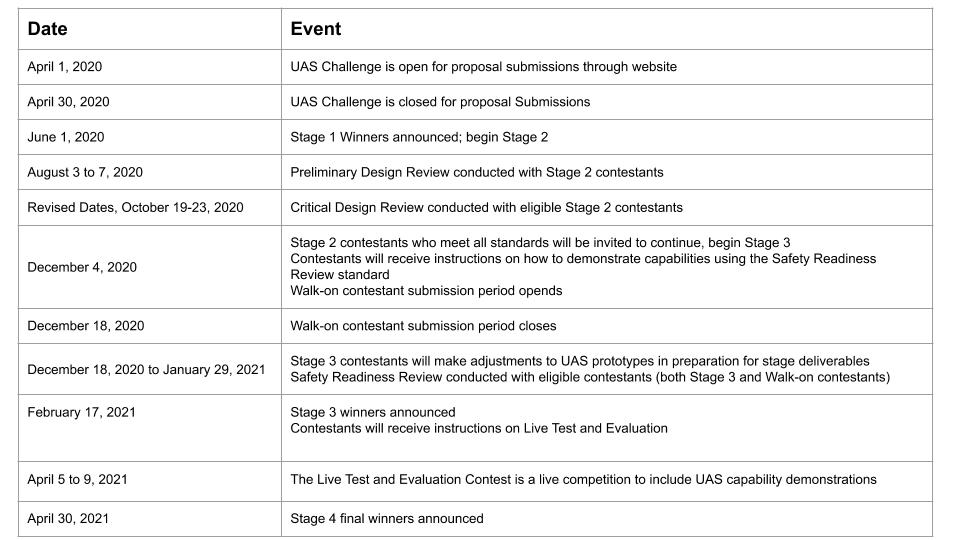 Date Event
April 1, 2020 UAS Challenge is open for proposal submissions through website
April 30, 2020 UAS Challenge is closed for proposal Submissions
June 1, 2020 Stage 1 Winners announced; begin Stage 2
August 3 to 7, 2020 Preliminary Design Review conducted with Stage 2 contestants
Revised Dates, October 19-23, 2020 Critical Design Review conducted with eligible Stage 2 contestants
December 4, 2020
Stage 2 contestants who meet all standards will be invited to continue, begin Stage 3
Contestants will receive instructions on how to demonstrate capabilities using the Safety Readiness
Review standard
Walk-on contestant submission period opends
December 18, 2020 Walk-on contestant submission period closes
December 18, 2020 to January 29, 2021
Stage 3 contestants will make adjustments to UAS prototypes in preparation for stage deliverables
Safety Readiness Review conducted with eligible contestants (both Stage 3 and Walk-on contestants)
February 17, 2021 Stage 3 winners announced
Contestants will receive instructions on Live Test and Evaluation
April 5 to 9, 2021 The Live Test and Evaluation Contest is a live competition to include UAS capability demonstrations
April 30, 2021 Stage 4 final winners announced